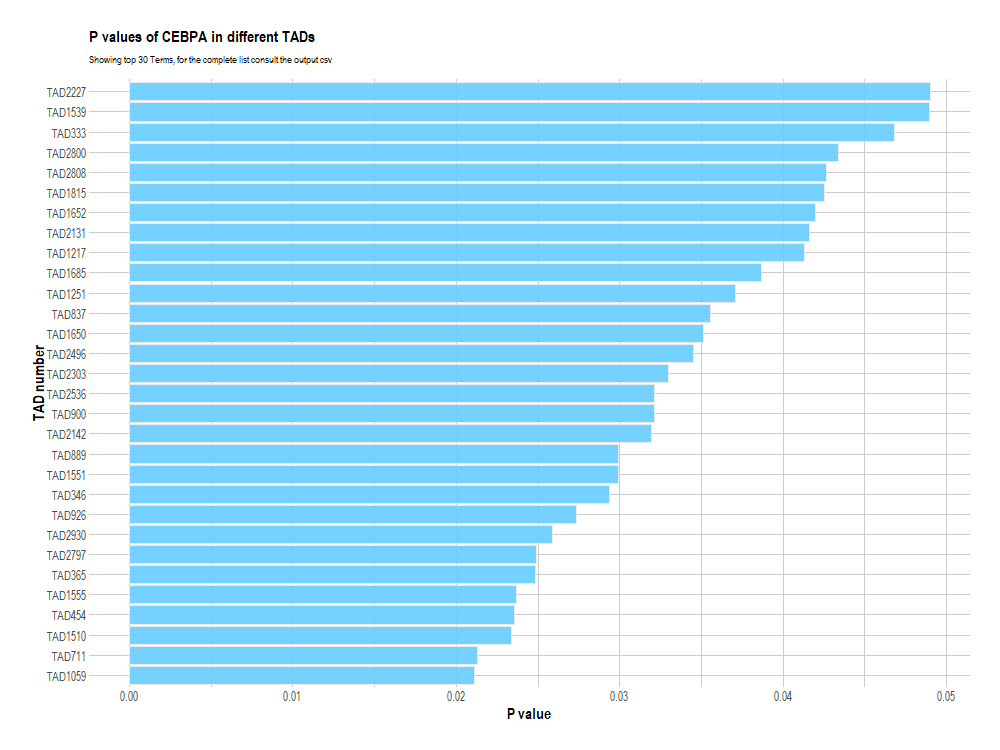 P values of CEBPA in different TADs
Showing top 30 Terms, for the complete list consult the output csv
TAD number
TAD2227
TAD1539
TAD333
TAD2800
TAD2808
TAD1815
TAD1652
TAD2131
TAD1217
TAD1685
TAD1251
TAD837
TAD1650
TAD2496
TAD2303
TAD2536
TAD900
TAD2142
TAD889
TAD1551
TAD346
TAD926
TAD2930
TAD2797
TAD365
TAD1555
TAD454
TAD1510
TAD711
TAD1059
0.00 0.01 0.02 0.03 0.04 0.05
P value